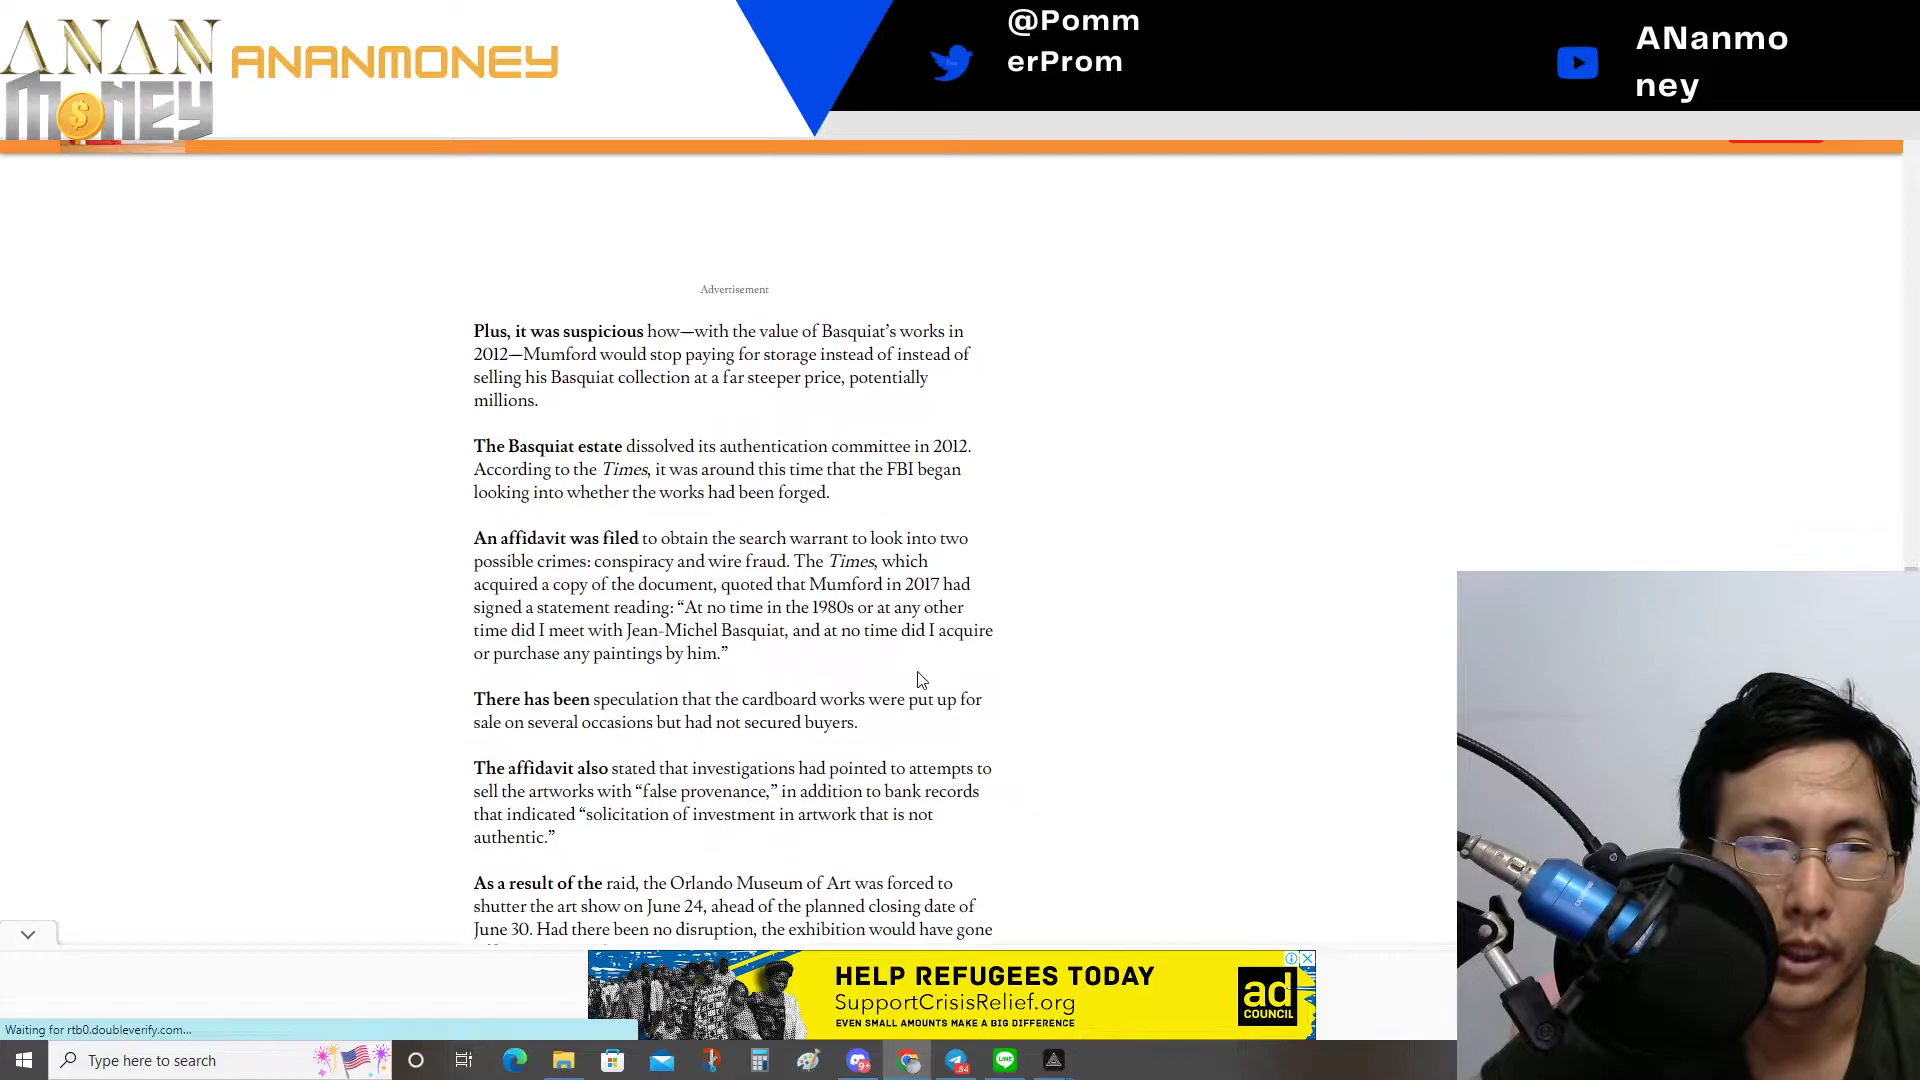 ANAN
MONEY
$
ANANMONEY
@Pomm
erProm
ANanmo
ney
Advertisement
Plus, it was suspicious how—with the value of Basquiat’s works in
2012—Mumford would stop paying for storage instead of instead of
selling his Basquiat collection at a far steeper price, potentially
millions.
The Basquiat estate dissolved its authentication committee in 2012.
According to the Times, it was around this time that the FBI began
looking into whether the works had been forged.
An affidavit was filed to obtain the search warrant to look into two
possible crimes: conspiracy and wire fraud. The Times, which
acquired a copy of the document, quoted that Mumford in 2017 had
signed a statement reading: “At no time in the 1980s or at any other
time did I meet with Jean-Michel Basquiat, and at no time did I acquire
or purchase any paintings by him.”
There has been speculation that the cardboard works were put up for
sale on several occasions but had not secured buyers.
The affidavit also stated that investigations had pointed to attempts to
sell the artworks with “false provenance,” in addition to bank records
that indicated “solicitation of investment in artwork that is not
authentic.”
As a result of the raid, the Orlando Museum of Art was forced to
shutter the art show on June 24, ahead of the planned closing date of
June 30. Had there been no disruption, the exhibition would have gone
HELP REFUGEES TODAY
SupportCrisisRelief.org
EVEN SMALL AMOUNTS MAKE A BIG DIFFERENCE
ad
COUNCIL
Waiting for rtb0.doubleverify.com...
Type here to search
9+
84
LINE